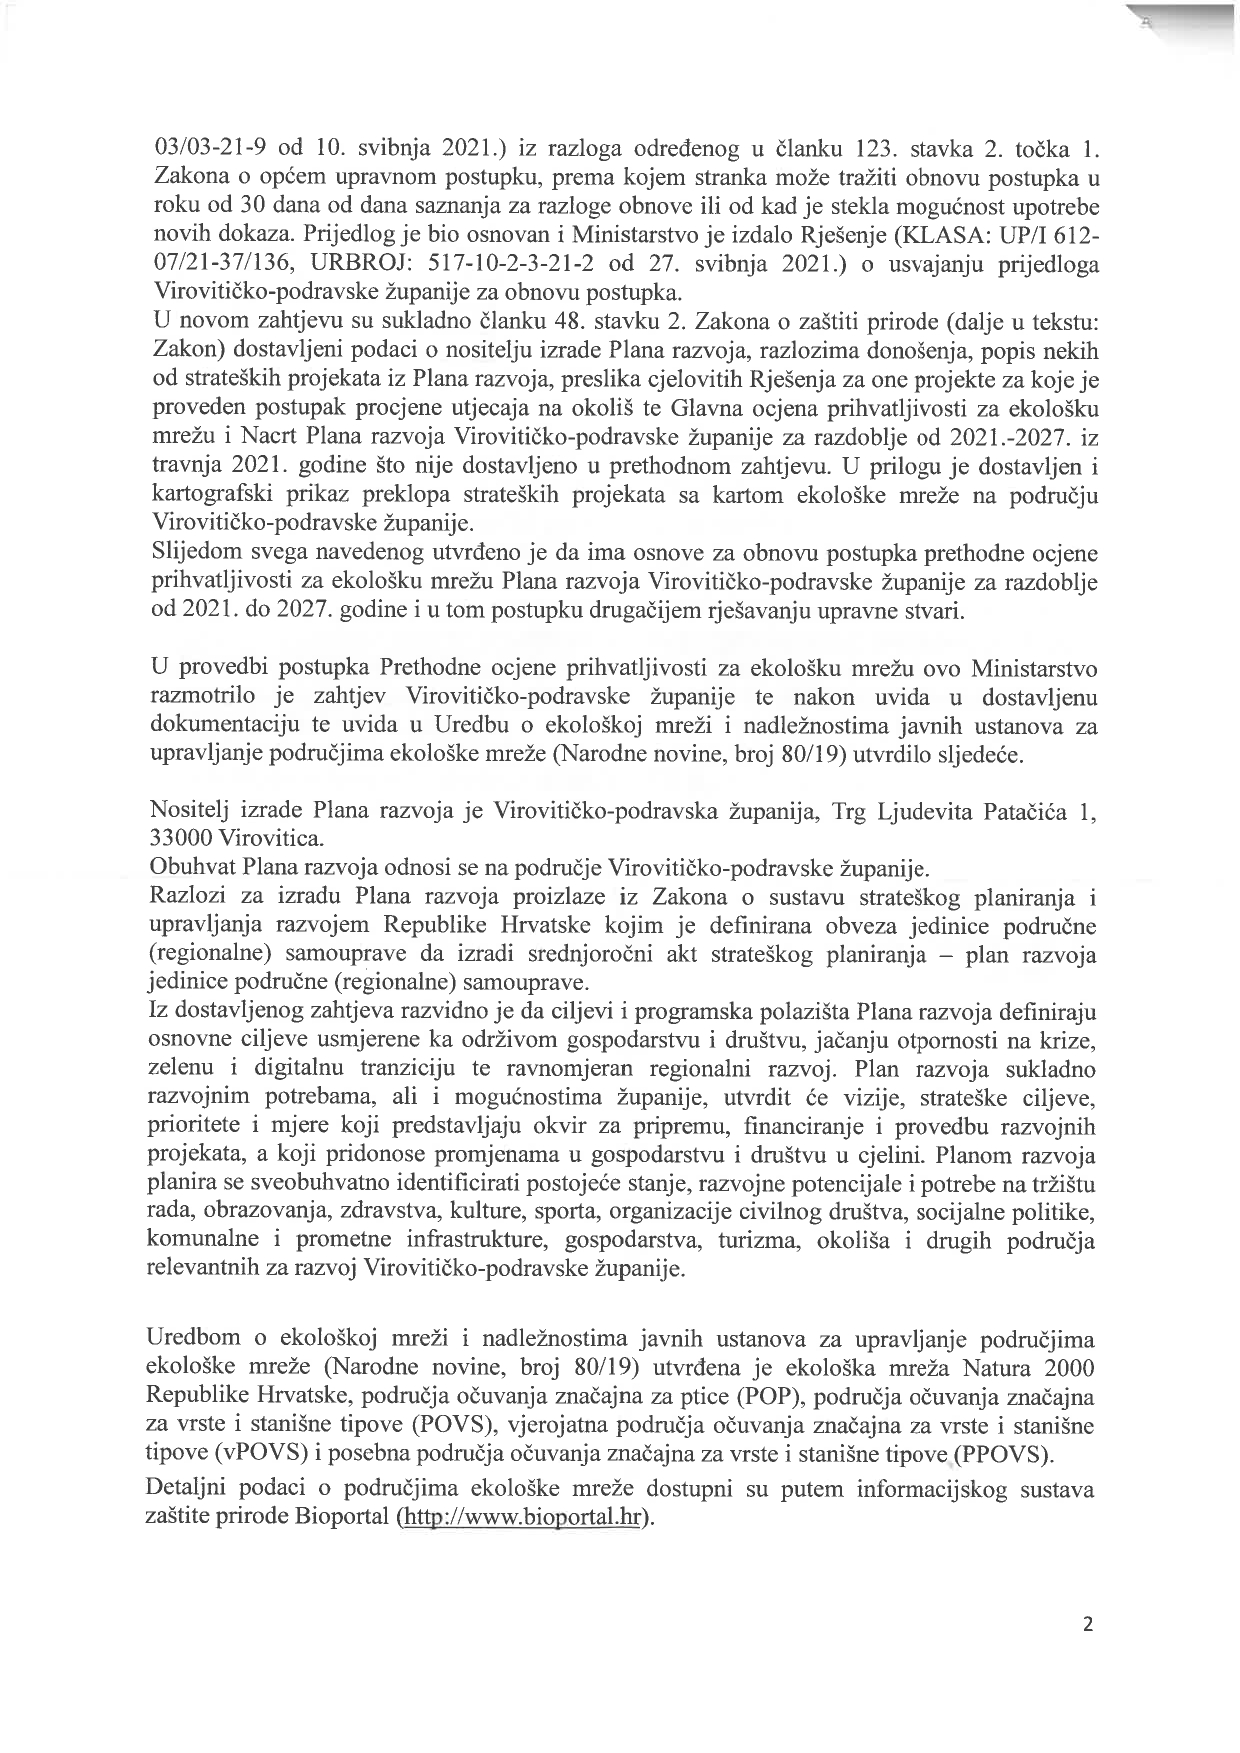 03/03-21-9 od 10. svibnja 2021.) iz razloga određenog u članku 123. stavka 2. točka 1.
Zakona o općem upravnom postupku, prema kojem stranka može tražiti obnovu postupka u
roku od 30 dana od dana saznanja za razloge obnove ili od kad je stekla mogućnost upotrebe
novih dokaza. Prijedlog je bio osnovan i Ministarstvo je izdalo Rješenje (KLASA: UP/I 612-
07/21-37/136, URBROJ: 517-10-2-3-21-2 od 27. svibnja 2021.) o usvajanju prijedloga
Virovitičko-podravske županije za obnovu postupka.
U novom zahtjevu su sukladno članku 48. stavku 2. Zakona o zaštiti prirode (dalje u tekstu:
Zakon) dostavljeni podaci o nositelju izrade Plana razvoja, razlozima donošenja, popis nekih
od strateških projekata iz Plana razvoja, preslika cjelovitih Rješenja za one projekte za koje je
proveden postupak procjene utjecaja na okoliš te Glavna ocjena prihvatljivosti za ekološku
mrežu i Nacrt Plana razvoja Virovitičko-podravske županije za razdoblje od 2021.-2027. iz
travnja 2021. godine što nije dostavljeno u prethodnom zahtjevu. U prilogu je dostavljen i
kartografski prikaz preklopa strateških projekata sa kartom ekološke mreže na području
Virovitičko-podravske županije.
Slijedom svega navedenog utvrđeno je da ima osnove za obnovu postupka prethodne ocjene
prihvatljivosti za ekološku mrežu Plana razvoja Virovitičko-podravske županije za razdoblje
od 2021. do 2027. godine i u tom postupku drugačijem rješavanju upravne stvari.
U provedbi postupka Prethodne ocjene prihvatljivosti za ekološku mrežu ovo Ministarstvo
razmotrilo je zahtjev Virovitičko-podravske županije te nakon uvida u dostavljenu
dokumentaciju te uvida u Uredbu o ekološkoj mreži i nadležnostima javnih ustanova za
upravljanje područjima ekološke mreže (Narodne novine, broj 80/19) utvrdilo sljedeće.
Nositelj izrade Plana razvoja je Virovitičko-podravska županija, Trg Ljudevita Patačića 1,
33000 Virovitica.
Obuhvat Plana razvoja odnosi se na područje Virovitičko-podravske županije.
Razlozi za izradu Plana razvoja proizlaze iz Zakona o sustavu strateškog planiranja i
upravljanja razvojem Republike Hrvatske kojim je definirana obveza jedinice područne
(regionalne) samouprave da izradi srednjoročni akt strateškog planiranja – plan razvoja
jedinice područne (regionalne) samouprave.
Iz dostavljenog zahtjeva razvidno je da ciljevi i programska polazišta Plana razvoja definiraju
osnovne ciljeve usmjerene ka održivom gospodarstvu i društvu, jačanju otpornosti na krize,
zelenu i digitalnu tranziciju te ravnomjeran regionalni razvoj. Plan razvoja sukladno
razvojnim potrebama, ali i mogućnostima županije, utvrdit će vizije, strateške ciljeve,
prioritete i mjere koji predstavljaju okvir za pripremu, financiranje i provedbu razvojnih
projekata, a koji pridonose promjenama u gospodarstvu i društvu u cjelini. Planom razvoja
planira se sveobuhvatno identificirati postojeće stanje, razvojne potencijale i potrebe na tržištu
rada, obrazovanja, zdravstva, kulture, sporta, organizacije civilnog društva, socijalne politike,
komunalne i prometne infrastrukture, gospodarstva, turizma, okoliša i drugih područja
relevantnih za razvoj Virovitičko-podravske županije.
Uredbom o ekološkoj mreži i nadležnostima javnih ustanova za upravljanje područjima
ekološke mreže (Narodne novine, broj 80/19) utvrđena je ekološka mreža Natura 2000
Republike Hrvatske, područja očuvanja značajna za ptice (POP), područja očuvanja značajna
za vrste i stanišne tipove (POVS), vjerojatna područja očuvanja značajna za vrste i stanišne
tipove (vPOVS) i posebna područja očuvanja značajna za vrste i stanišne tipove (PPOVS).
Detaljni podaci o područjima ekološke mreže dostupni su putem informacijskog sustava
zaštite prirode Bioportal (http://www.bioportal.hr).
2